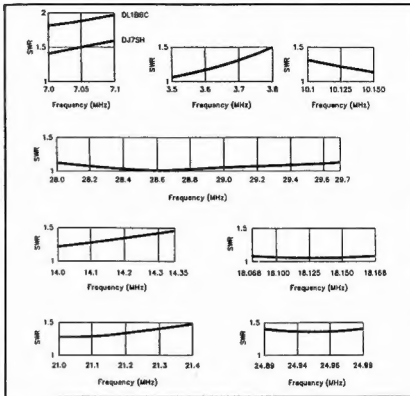 2
DL1BBC
SWR
1.5
DJ7SH
1
7.0 7.05 7.1
Frequency (MHz)
1.5
SWR
1
3.5 3.6 3.7 3.8
Frequency (MHz)
1.5
SWR
1
10.1 10.125 10.150
Frequency (MHz)
1.5
SWR
1
28.0 28.2 28.4 28.6 28.8 29.0 29.2 29.4 29.6 29.7
Frequency (MHz)
1.5
SWR
1
14.0 14.1 14.2 14.3 14.35
Frequency (MHz)
1.5
SWR
1
18.068 18.100 18.125 18.150 18.168
Frequency (MHz)
1.5
SWR
1
21.0 21.1 21.2 21.3 21.4
Frequency (MHz)
1.5
SWR
1
24.89 24.94 24.98
Frequency (MHz)